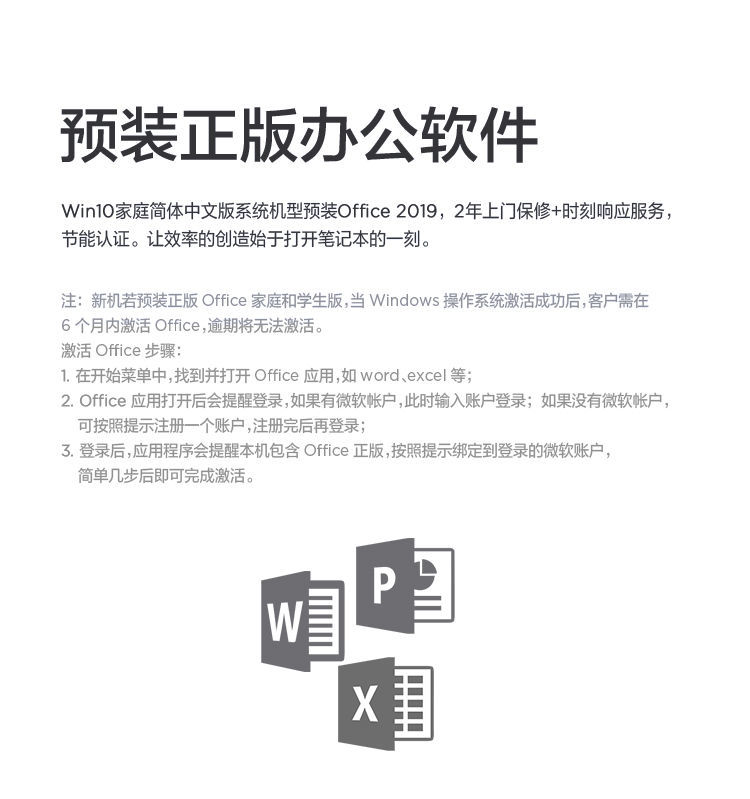 预装正版办公软件
Win10家庭简体中文版系统机型预装Office 2019，2年上门保修+时刻响应服务，
节能认证。让效率的创造始于打开笔记本的一刻。
注：新机若预装正版 Office 家庭和学生版，当 Windows 操作系统激活成功后，客户需在
6 个月内激活 Office，逾期将无法激活。
激活 Office 步骤：
1. 在开始菜单中，找到并打开 Office 应用，如 word、excel 等；
2. Office 应用打开后会提醒登录，如果有微软帐户，此时输入账户登录；如果没有微软帐户，
可按照提示注册一个账户，注册完后再登录；
3. 登录后，应用程序会提醒本机包含 Office 正版，按照提示绑定到登录的微软账户，
简单几步后即可完成激活。
P
W
X